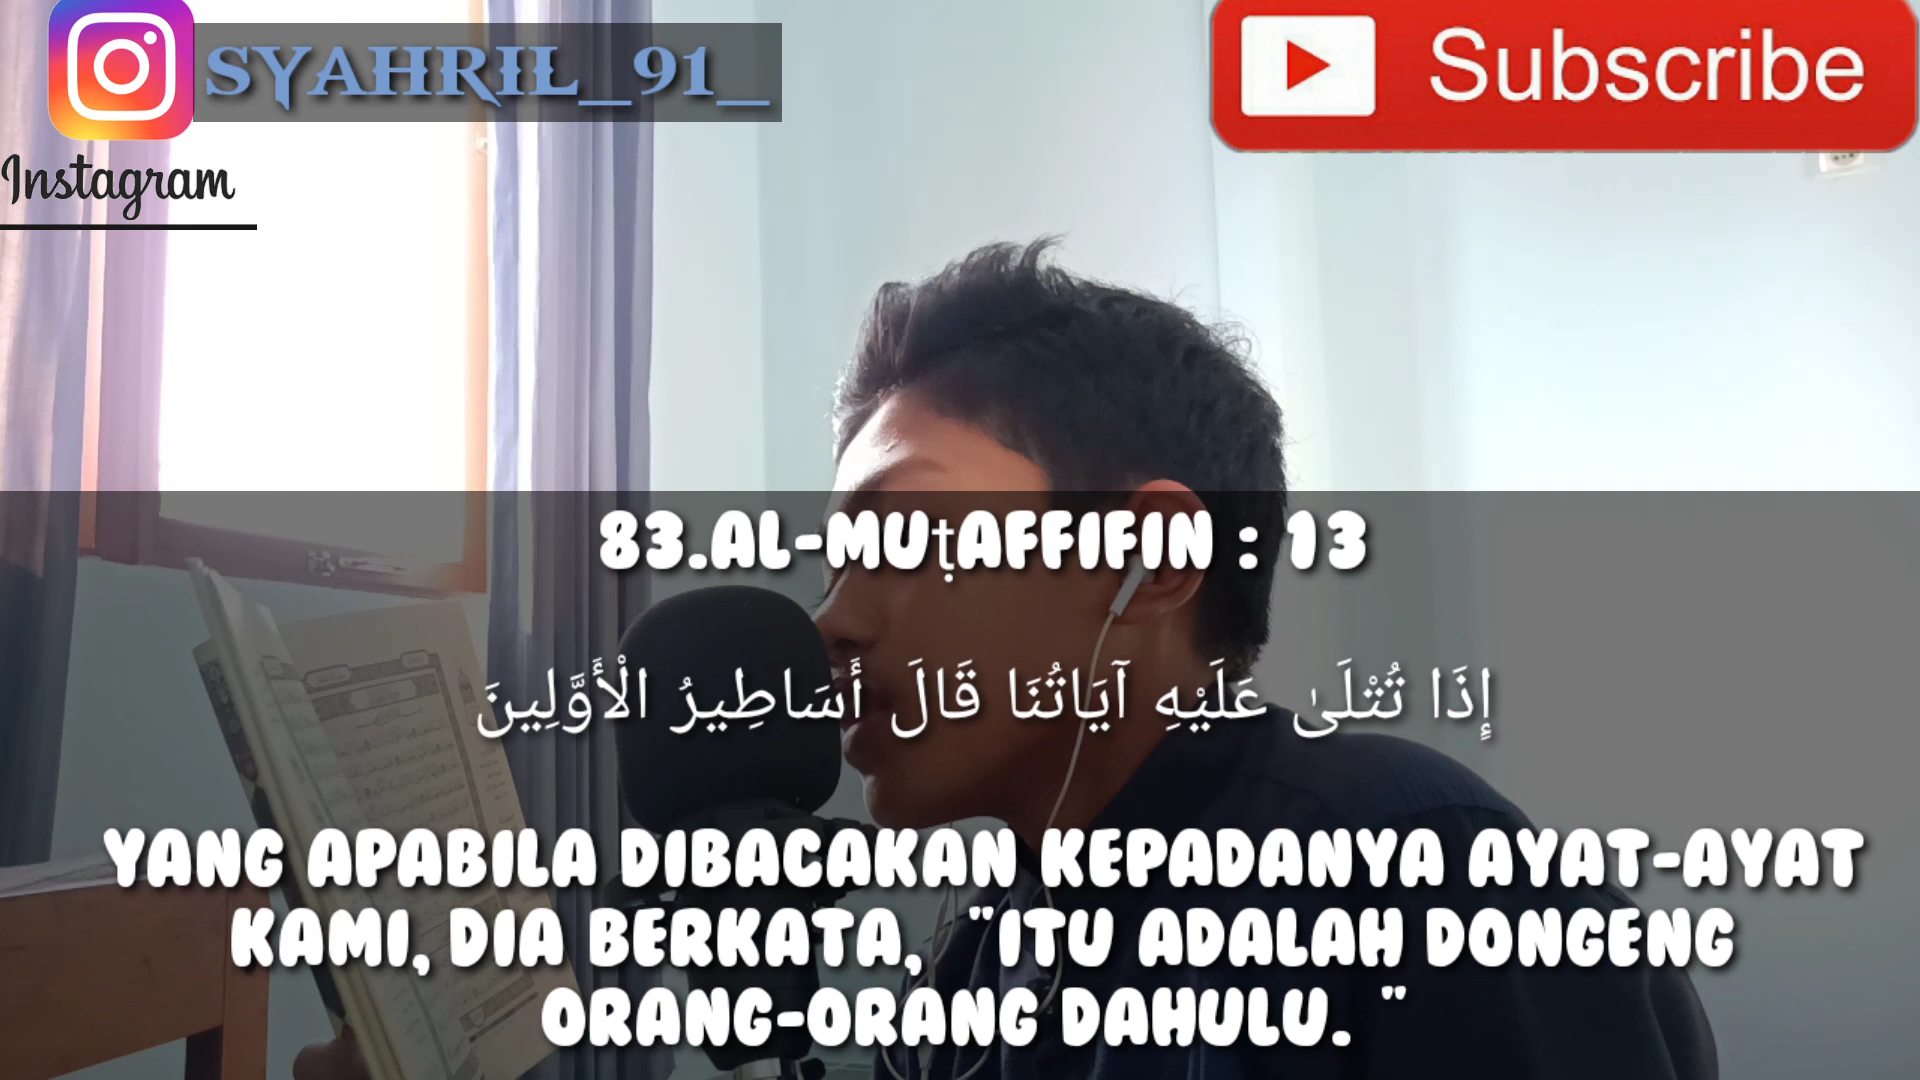 SYAHRIL_91_
Subscribe
Instagram
83.AL-MUṭAFFIFIN : 13
إِذَا تُتْلَىٰ عَلَيْهِ آيَاتُنَا قَالَ أَسَاطِيرُ الْأَوَّلِينَ
YANG APABILA DIBACAKAN KEPADANYA AYAT-AYAT
KAMI, DIA BERKATA, "ITU ADALAH DONGENG
ORANG-ORANG DAHULU. "